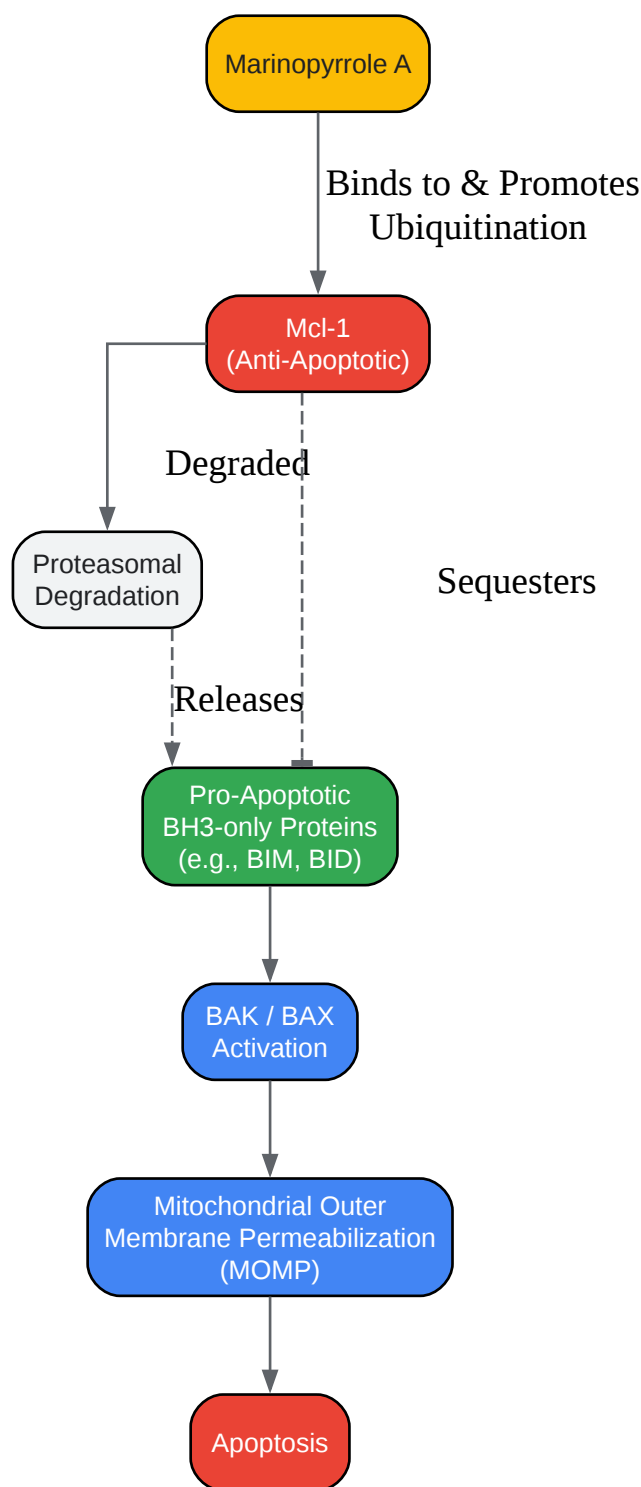 Marinopyrrole A
Binds to & Promotes
Ubiquitination
Mcl-1
(Anti-Apoptotic)
Degraded
Proteasomal
Degradation
Sequesters
Releases
Pro-Apoptotic
BH3-only Proteins
(e.g., BIM, BID)
BAK / BAX
Activation
Mitochondrial Outer
Membrane Permeabilization
(MOMP)
Apoptosis